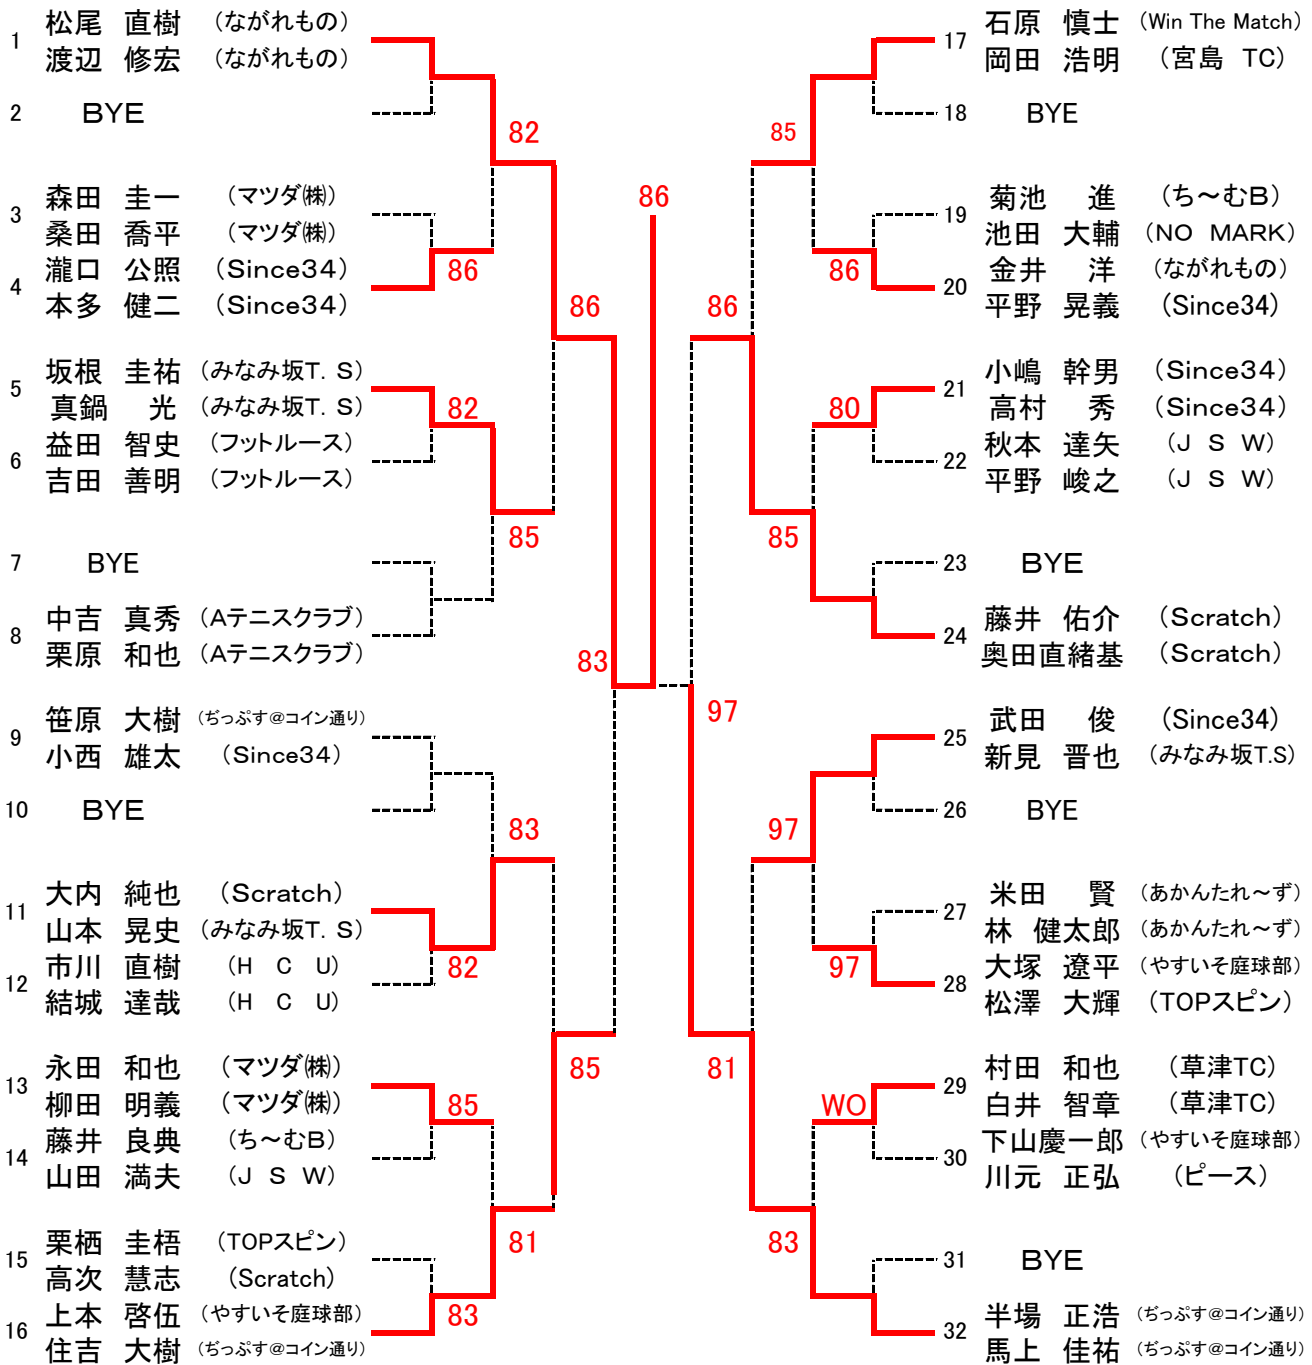 1 松尾 直樹 (ながれもの)
渡辺 修宏 (ながれもの)
2 BYE
82
3 森田 圭一 (マツダ㈱)
桑田 喬平 (マツダ㈱)
4 瀧口 公照 (Since34)
本多 健二 (Since34)
86
86
5 坂根 圭祐 (みなみ坂T. S)
真鍋 光 (みなみ坂T. S)
82
6 益田 智史 (フットルース)
吉田 善明 (フットルース)
85
7 BYE
8 中吉 真秀 (Aテニスクラブ)
栗原 和也 (Aテニスクラブ)
83
9 笹原 大樹 (ぢっぷす@コイン通り)
小西 雄太 (Since34)
10 BYE
83
11 大内 純也 (Scratch)
山本 晃史 (みなみ坂T. S)
82
12 市川 直樹 (H C U)
結城 達哉 (H C U)
85
13 永田 和也 (マツダ㈱)
柳田 明義 (マツダ㈱)
85
14 藤井 良典 (ち~むB)
山田 満夫 (J S W)
81
15 栗栖 圭梧 (TOPスピン)
高次 慧志 (Scratch)
16 上本 啓伍 (やすいそ庭球部)
住吉 大樹 (ぢっぷす@コイン通り)
83
86
17 石原 慎士 (Win The Match)
岡田 浩明 (宮島 TC)
18 BYE
85
19 菊池 進 (ち~むB)
池田 大輔 (NO MARK)
20 金井 洋 (ながれもの)
平野 晃義 (Since34)
86
86
21 小嶋 幹男 (Since34)
高村 秀 (Since34)
80
22 秋本 達矢 (J S W)
平野 峻之 (J S W)
85
23 BYE
24 藤井 佑介 (Scratch)
奥田直緒基 (Scratch)
97
25 武田 俊 (Since34)
新見 晋也 (みなみ坂T.S)
26 BYE
97
27 米田 賢 (あかんたれ~ず)
林 健太郎 (あかんたれ~ず)
28 大塚 遼平 (やすいそ庭球部)
松澤 大輝 (TOPスピン)
97
81
29 村田 和也 (草津TC)
白井 智章 (草津TC)
WO
30 下山慶一郎 (やすいそ庭球部)
川元 正弘 (ピース)
83
31 BYE
32 半場 正浩 (ぢっぷす@コイン通り)
馬上 佳祐 (ぢっぷす@コイン通り)